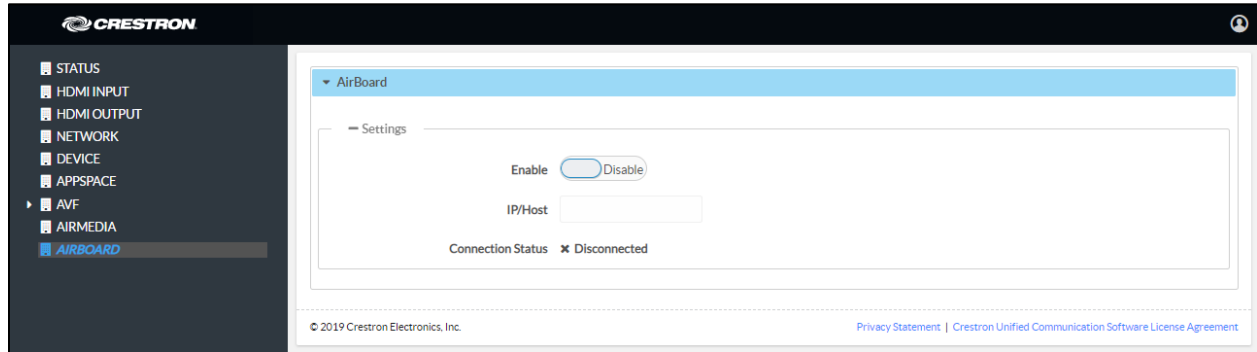 CRESTRON
STATUS
HDMI INPUT
HDMI OUTPUT
NETWORK
DEVICE
APPSPACE
AVF
AIRMEDIA
AIRBOARD
AirBoard
Settings
Enable Disable
IP/Host
Connection Status Disconnected
© 2019 Crestron Electronics, Inc. Privacy Statement | Crestron Unified Communication Software License Agreement